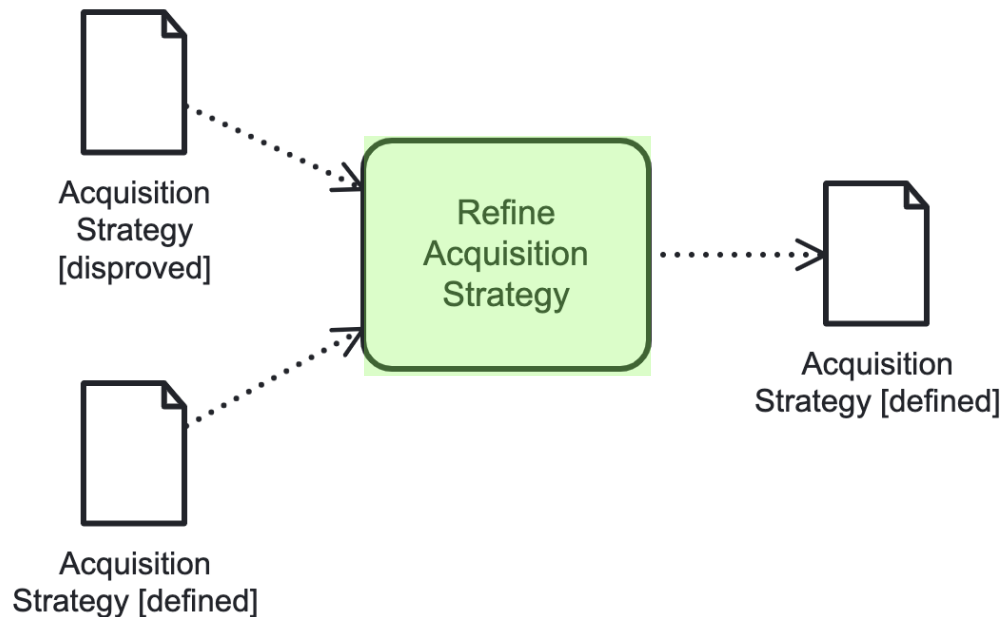 Acquisition
Strategy
[disproved]
Refine
Acquisition
Strategy
Acquisition
Strategy [defined]
Acquisition
Strategy [defined]